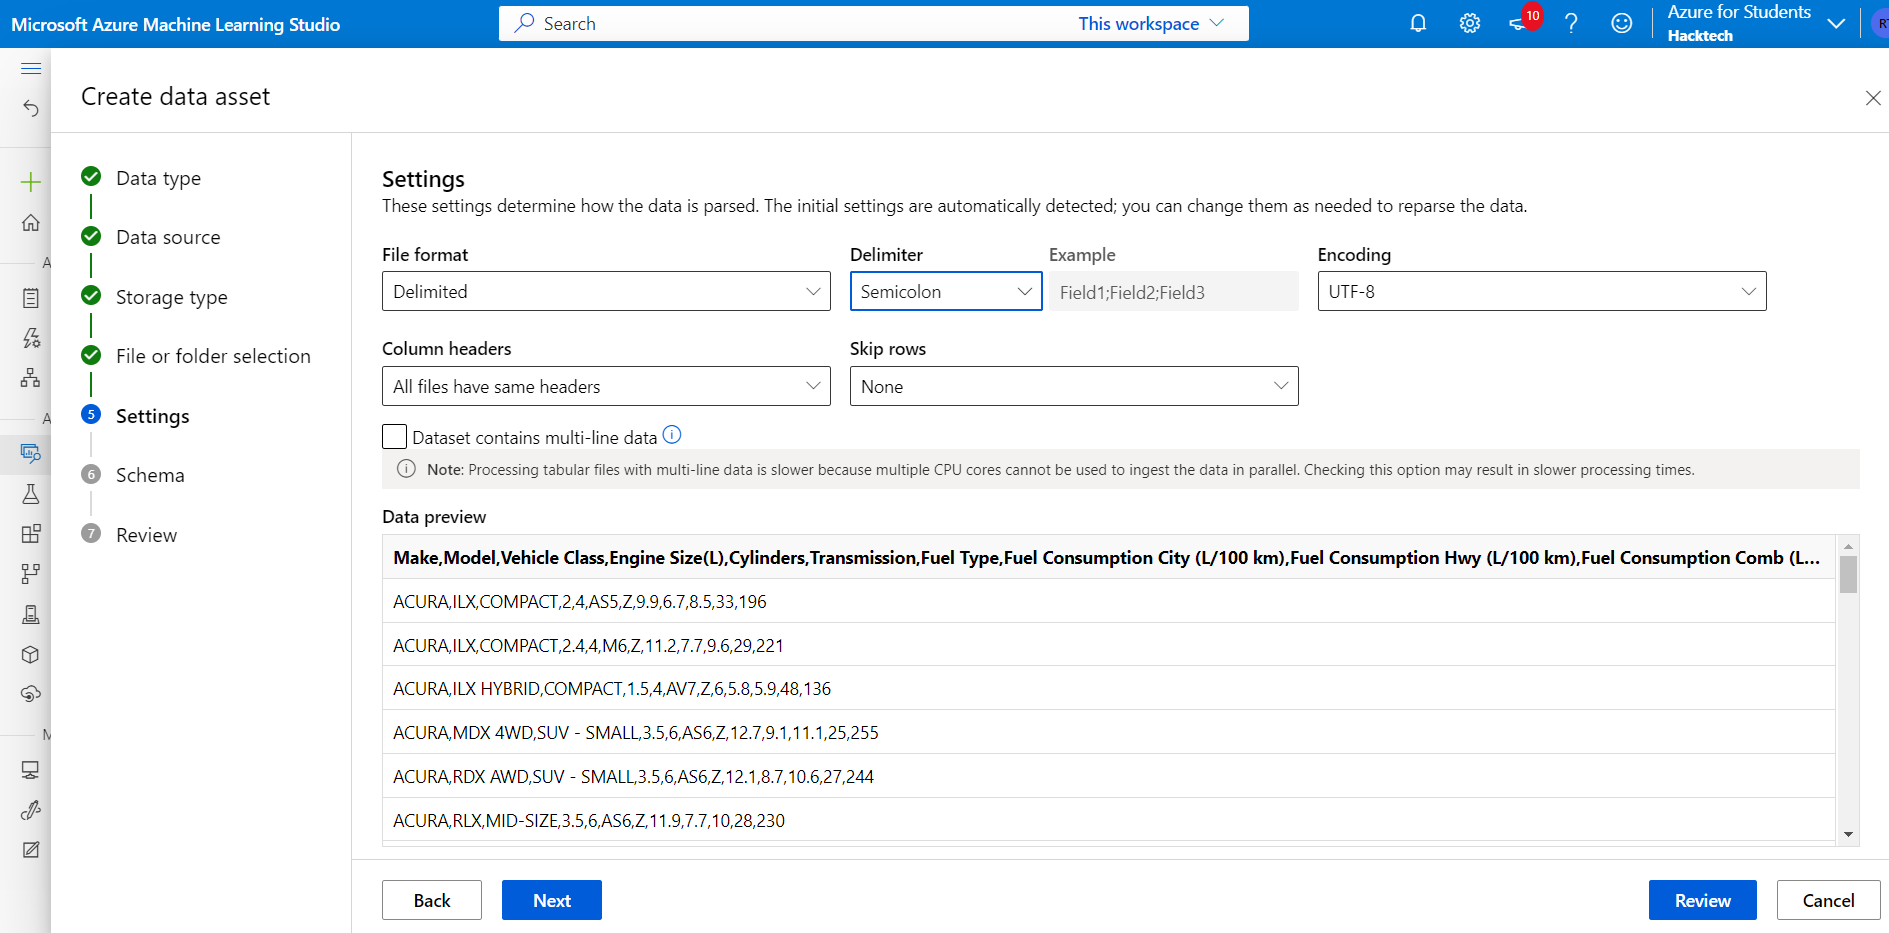 Microsoft Azure Machine Learning Studio
Search
This workspace
10
?
Azure for Students
Hacktech
RT
Create data asset
A
A
M
Data type
Data source
Storage type
File or folder selection
5 Settings
6 Schema
7 Review
Settings
These settings determine how the data is parsed. The initial settings are automatically detected; you can change them as needed to reparse the data.
File format
Delimiter
Example
Encoding
Delimited
Semicolon
Field1;Field2;Field3
UTF-8
Column headers
Skip rows
All files have same headers
None
Dataset contains multi-line data
Note: Processing tabular files with multi-line data is slower because multiple CPU cores cannot be used to ingest the data in parallel. Checking this option may result in slower processing times.
Data preview
Make,Model,Vehicle Class,Engine Size(L),Cylinders,Transmission,Fuel Type,Fuel Consumption City (L/100 km),Fuel Consumption Hwy (L/100 km),Fuel Consumption Comb (L...
ACURA,ILX,COMPACT,2,4,AS5,Z,9.9,6.7,8.5,33,196
ACURA,ILX,COMPACT,2.4,4,M6,Z,11.2,7.7,9.6,29,221
ACURA,ILX HYBRID,COMPACT,1.5,4,AV7,Z,6,5.8,5.9,48,136
ACURA,MDX 4WD,SUV - SMALL,3.5,6,AS6,Z,12.7,9.1,11.1,25,255
ACURA,RDX AWD,SUV - SMALL,3.5,6,AS6,Z,12.1,8.7,10.6,27,244
ACURA,RLX,MID-SIZE,3.5,6,AS6,Z,11.9,7.7,10,28,230
Back
Next
Review
Cancel